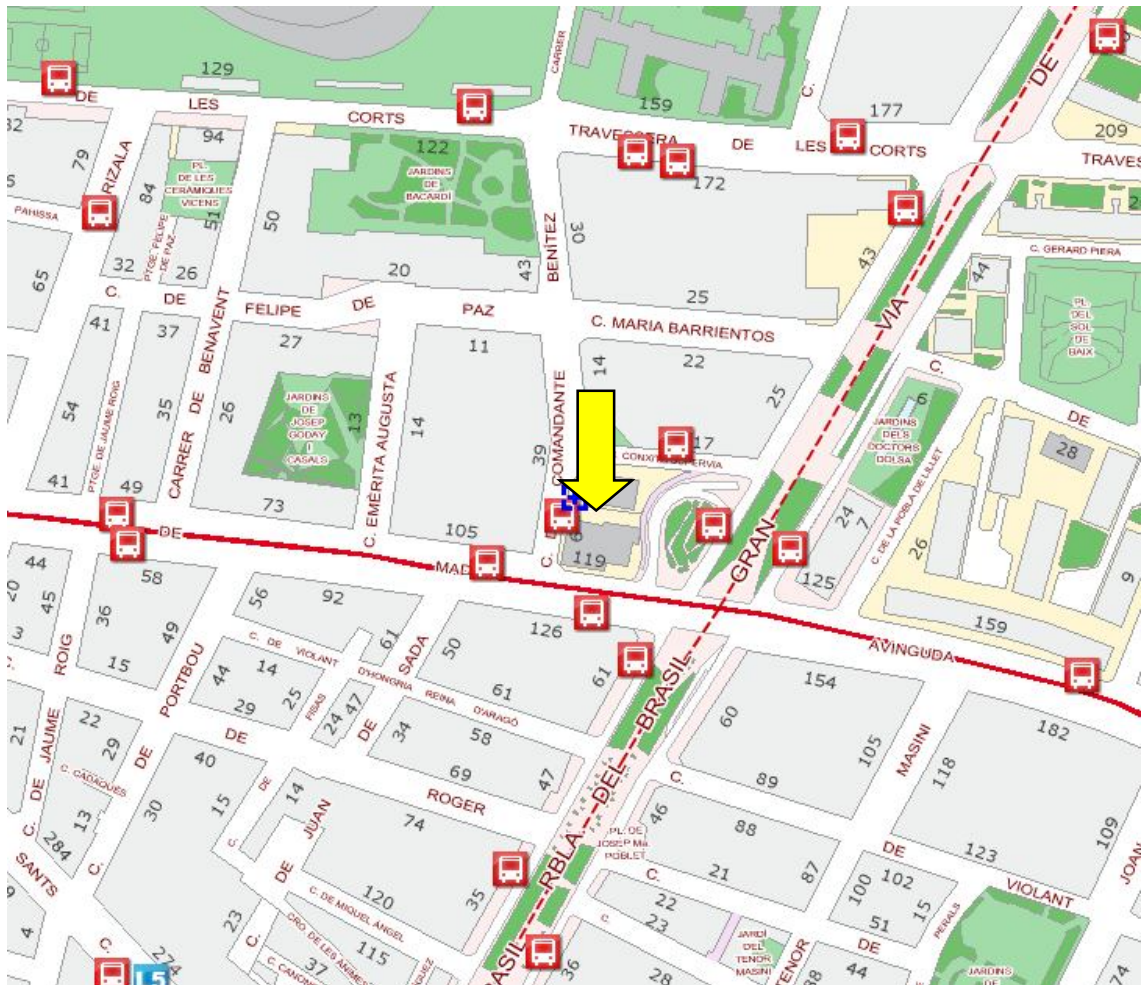 129
DE
LES
CORTS
CARRER
159
C.
177
DE
209
TRAVESSERA
DE
LES
CORTS
TRAVES
79
RIZALA
84
94
PL.
DE LES
CERÀMIQUES
VICENS
51
50
122
JARDINS
DE
BACARDÍ
172
PAHISSA
65
32
PTGE. FELIPE
DE PAZ
26
20
43
BENÍTEZ
30
25
43
44
C. GERARD PIERA
PL.
DEL
SOL
DE
BAIX
VIA
C.
DE
FELIPE
DE
PAZ
C. MARIA BARRIENTOS
41
37
27
11
14
22
25
C.
DE
54
PTGE. DE JAUME ROIG
35
CARRER DE BENAVENT
26
JARDINS
DE
JOSEP
GODAY
I
CASALS
13
C. EMÈRITA AUGUSTA
14
39
COMANDANTE
17
6
JARDINS
DELS
DOCTORS
DOLSA
28
41
49
73
105
C.
119
24
7
125
C. DE LA POBLA DE LILLET
26
9
159
GRAN
DE
MAD
AVINGUDA
20
44
45
3
36
58
15
49
56
92
61
126
50
61
61
154
182
C. DE VIOLANT
D'HONGRIA
REINA
D'ARAGÓ
44
14
29
25
FISAS
24
47
SADA
DE
34
58
69
47
60
105
89
MASINI
118
109
ROIG
C. DE JAUME
21
22
29
C. CADAQUÉS
13
284
SANTS
PORTBOU
DE
C.
30
40
15
DE
DE
14
JUAN
DE
C.
74
ROGER
120
C. DE MIQUEL ÀNGEL
35
RBLA DEL BRASIL
C.
46
88
PL. DE
JOSEP Mª
POBLET
21
87
C.
22
23
DE
123
VIOLANT
JOAN
100
102
51
15
PERALS
23
274
C.
L5
4
CRO. DE LES ANIMES
115
37
36
28
JARDÍ
DEL
TENOR
MASINI
TENOR
DE
44
74
JARDINS
DE